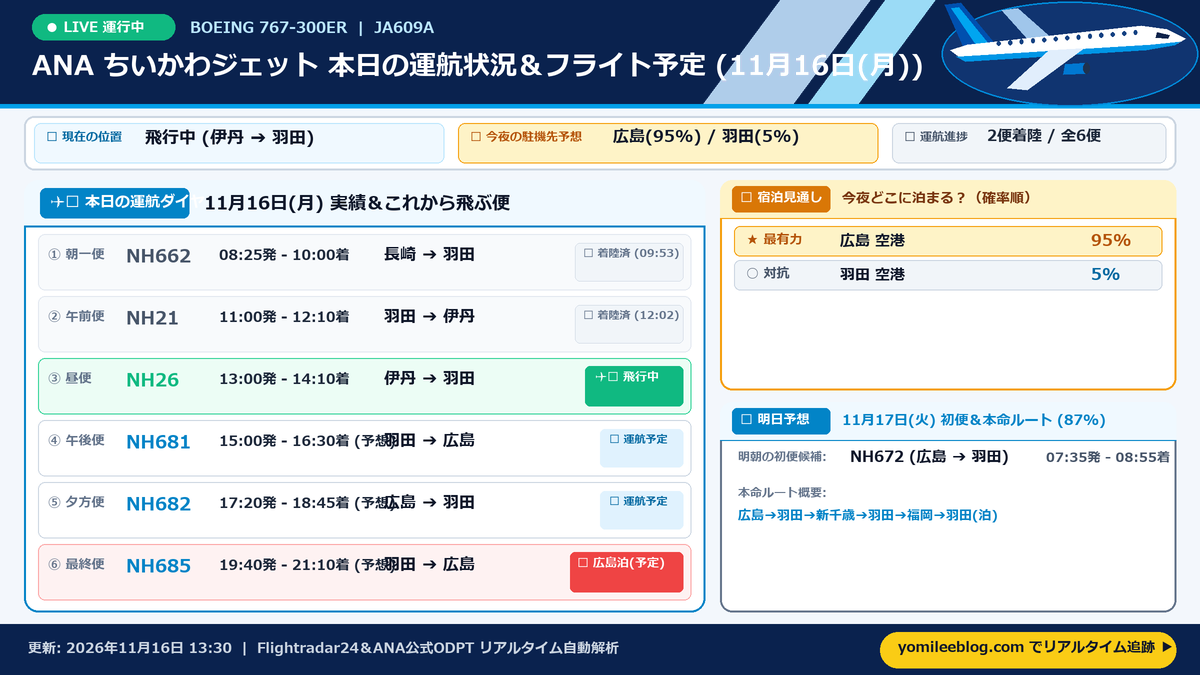 ● LIVE 運行中 BOEING 767-300ER | JA609A
ANA ちいかわジェット 本日の運航状況＆フライト予定 (11月16日(月))
□ 現在の位置 飛行中 (伊丹 → 羽田)
□ 今夜の駐機先予想 広島(95%) / 羽田(5%)
□ 運航進捗 2便着陸 / 全6便
✈□ 本日の運航ダイ 11月16日(月) 実績＆これから飛ぶ便
① 朝一便 NH662 08:25発 - 10:00着 長崎 → 羽田 □ 着陸済 (09:53)
② 午前便 NH21 11:00発 - 12:10着 羽田 → 伊丹 □ 着陸済 (12:02)
③ 昼便 NH26 13:00発 - 14:10着 伊丹 → 羽田 ✈□ 飛行中
④ 午後便 NH681 15:00発 - 16:30着 (予想) 羽田 → 広島 □ 運航予定
⑤ 夕方便 NH682 17:20発 - 18:45着 (予想) 広島 → 羽田 □ 運航予定
⑥ 最終便 NH685 19:40発 - 21:10着 (予想) 羽田 → 広島 □ 広島泊(予定)
□ 宿泊見通し 今夜どこに泊まる？ (確率順)
★ 最有力 広島 空港 95%
○ 対抗 羽田 空港 5%
□ 明日予想 11月17日(火) 初便＆本命ルート (87%)
明朝の初便候補: NH672 (広島 → 羽田) 07:35発 - 08:55着
本命ルート概要:
広島→羽田→新千歳→羽田→福岡→羽田(泊)
更新: 2026年11月16日 13:30 | Flightradar24＆ANA公式ODPT リアルタイム自動解析
yomileeblog.com でリアルタイム追跡 ▶